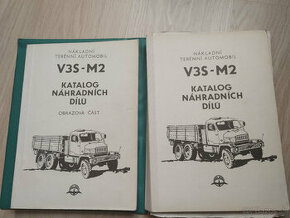 NÁKLADNÍ
TERÉNNÍ AUTOMOBIL
V3S-M2
KATALOG
NÁHRADNÍCH
DÍLŮ
OBRAZOVÁ ČÁST
NÁKLADNÍ
TERÉNNÍ AUTOMOBIL
V3S-M2
KATALOG
NÁHRADNÍCH
DÍLŮ